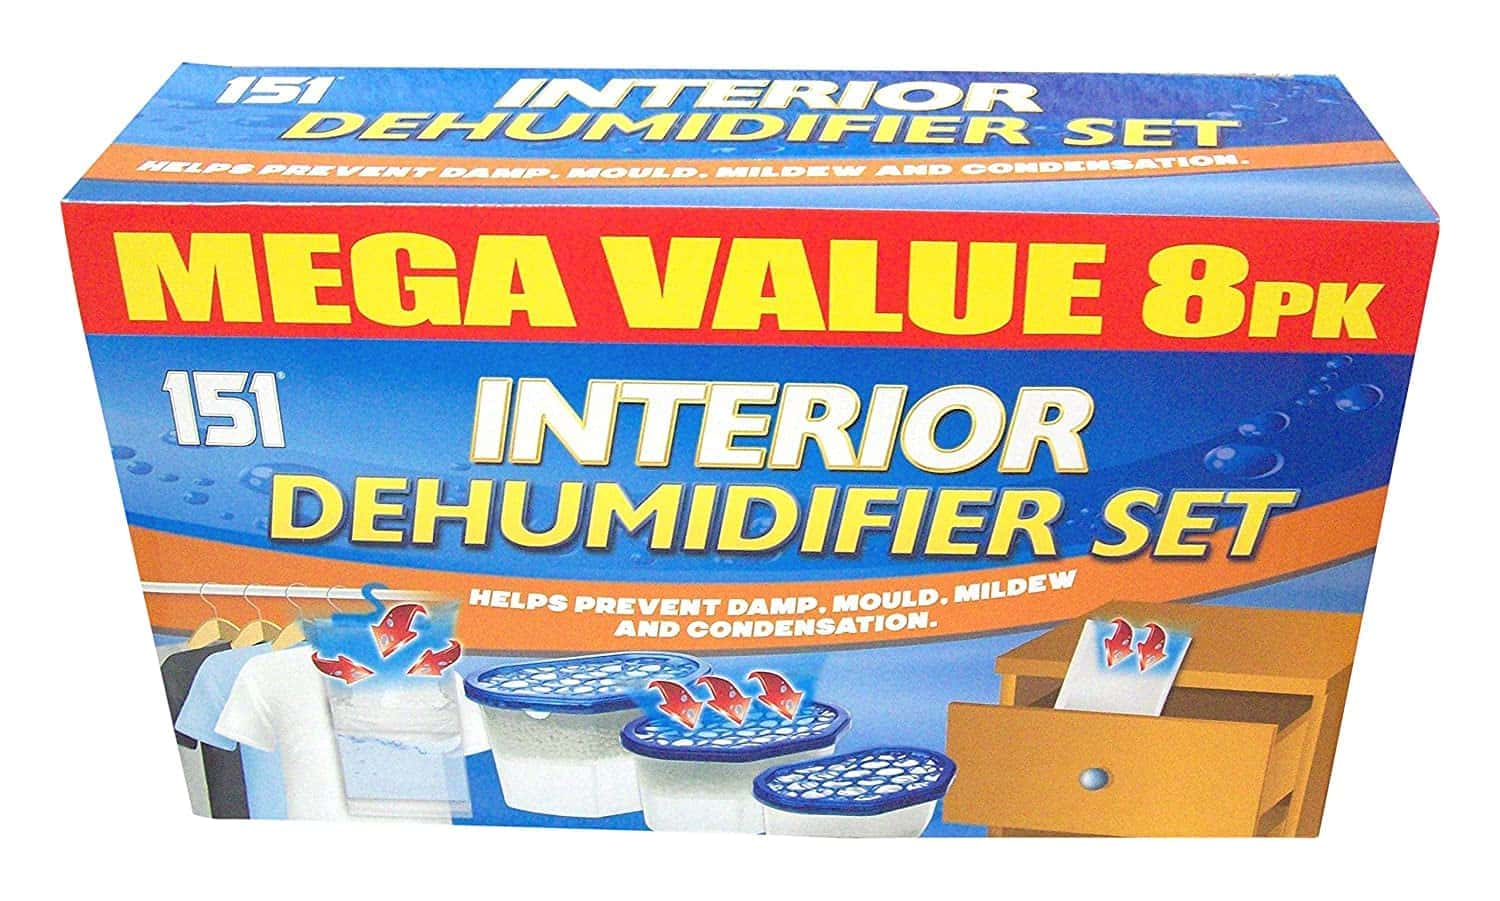 151
INTERIOR
DEHUMIDIFIER SET
HELPS PREVENT DAMP, MOULD, MILDEW AND CONDENSATION.
MEGA VALUE 8PK
151®
INTERIOR
DEHUMIDIFIER SET
HELPS PREVENT DAMP, MOULD, MILDEW
AND CONDENSATION.